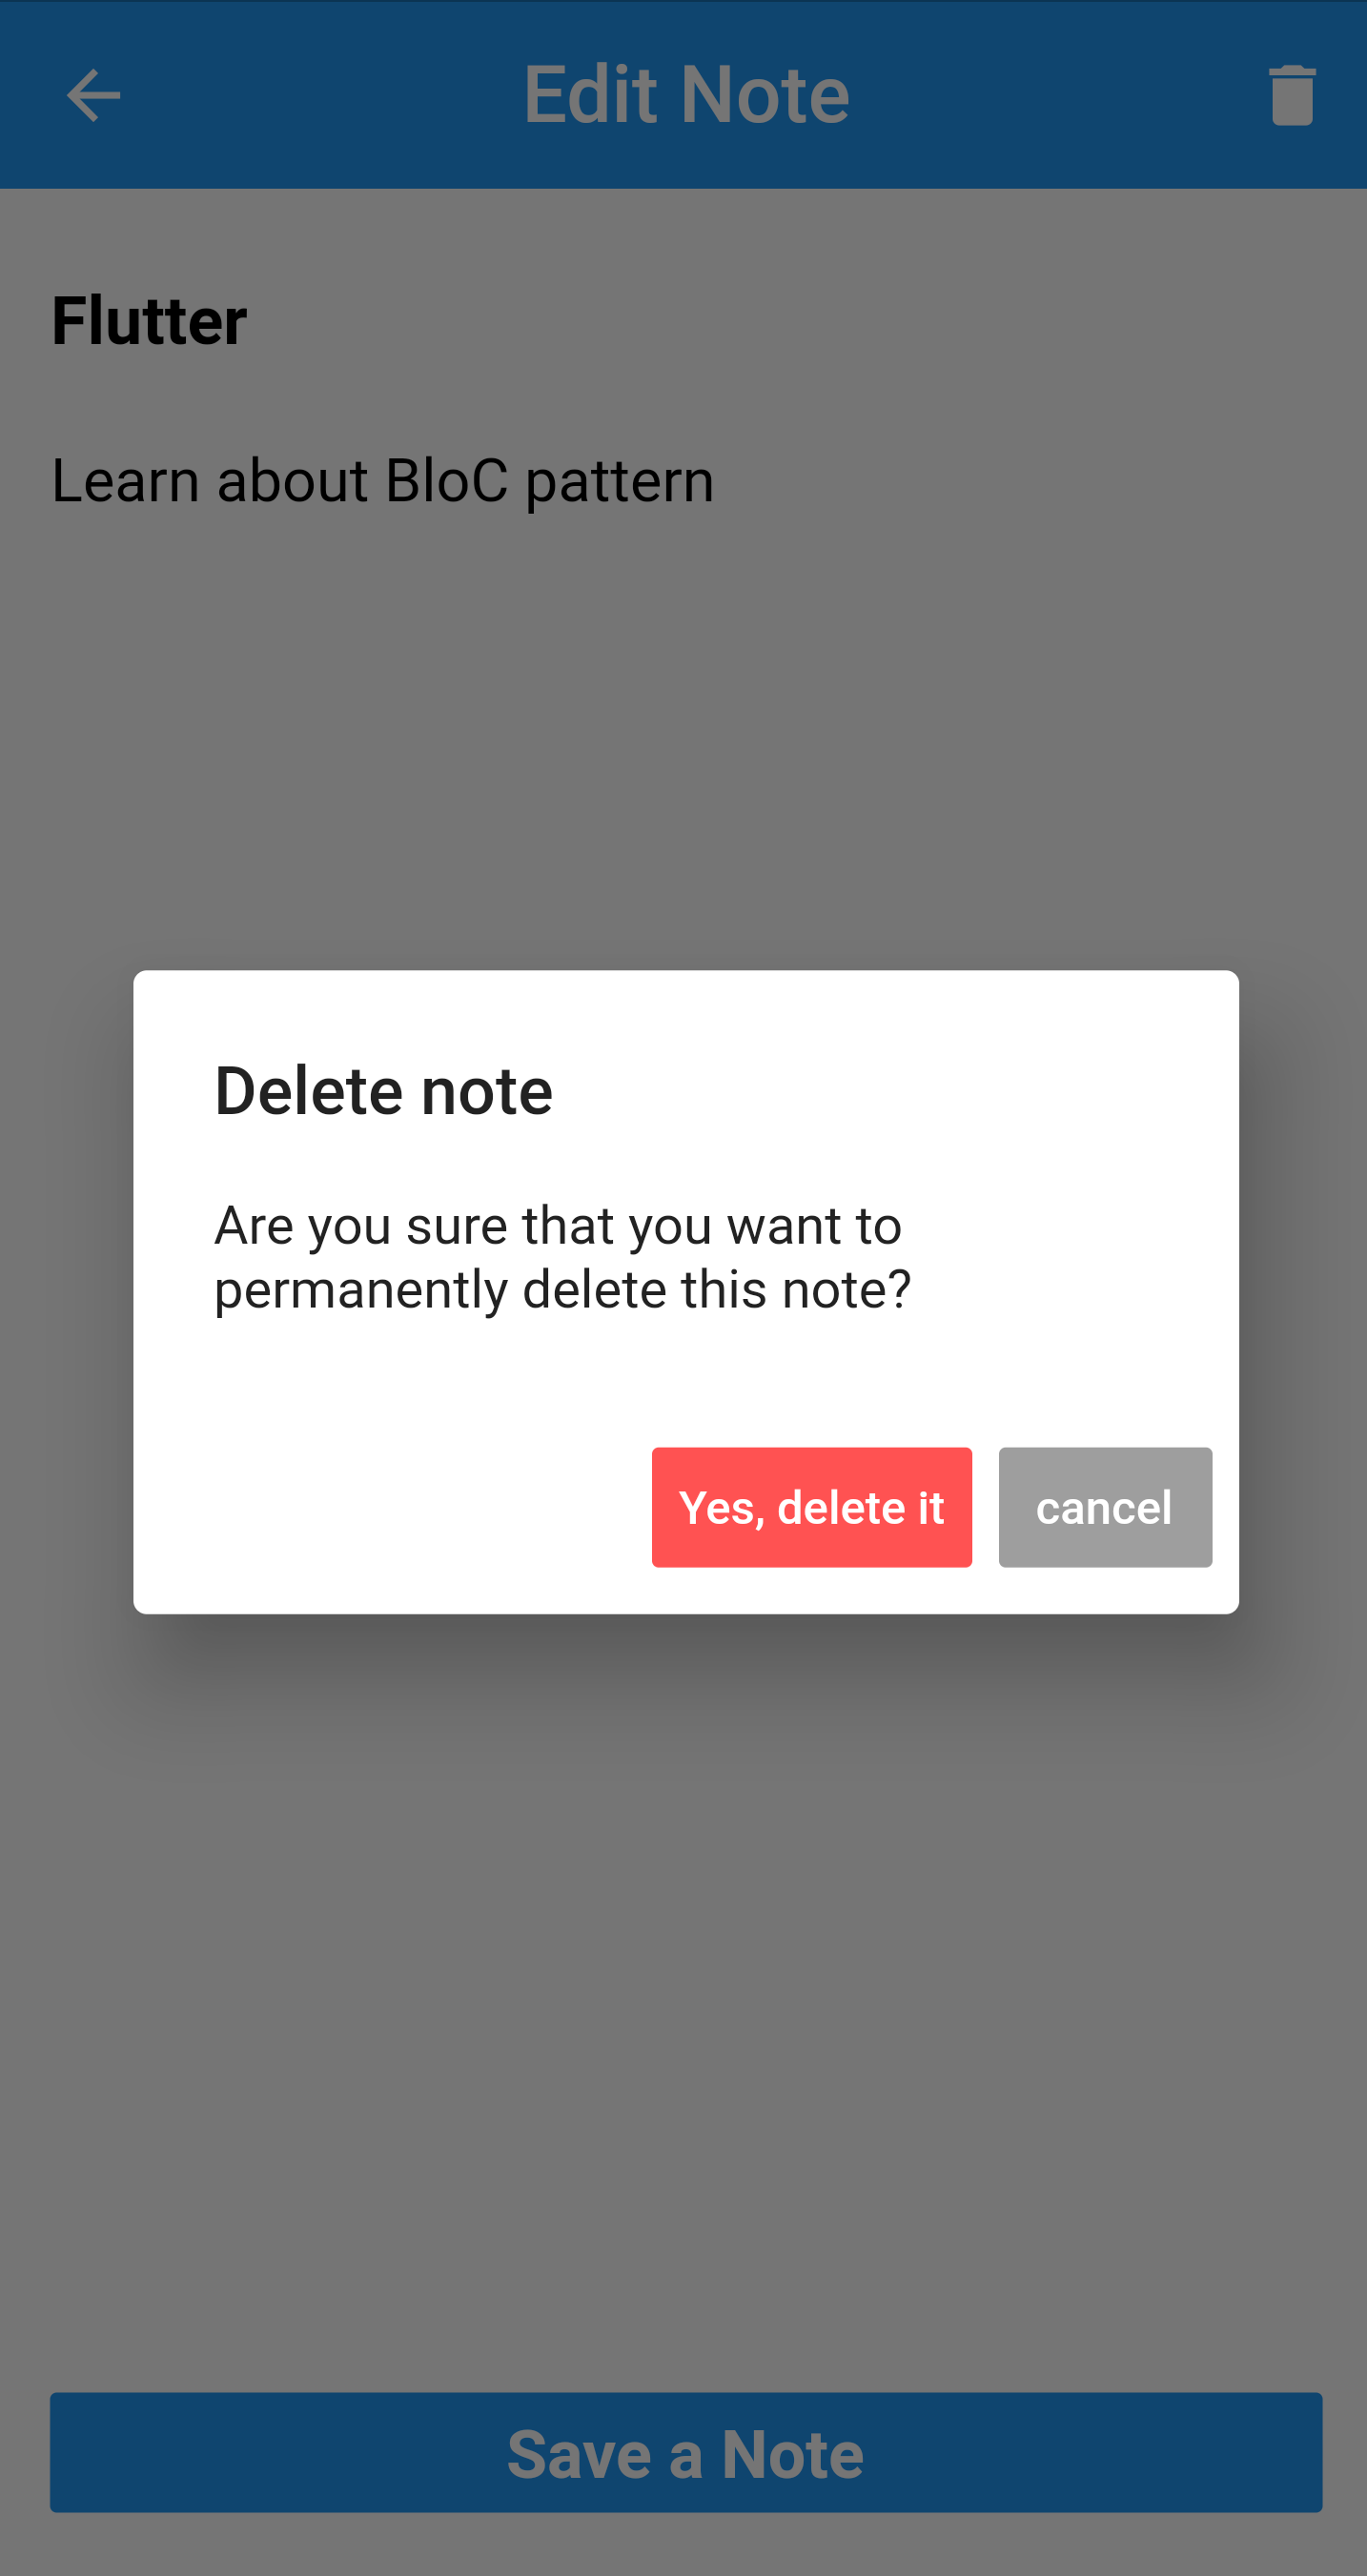 Edit Note
Flutter
Learn about BloC pattern
Delete note
Are you sure that you want to
permanently delete this note?
Yes, delete it
cancel
Save a Note